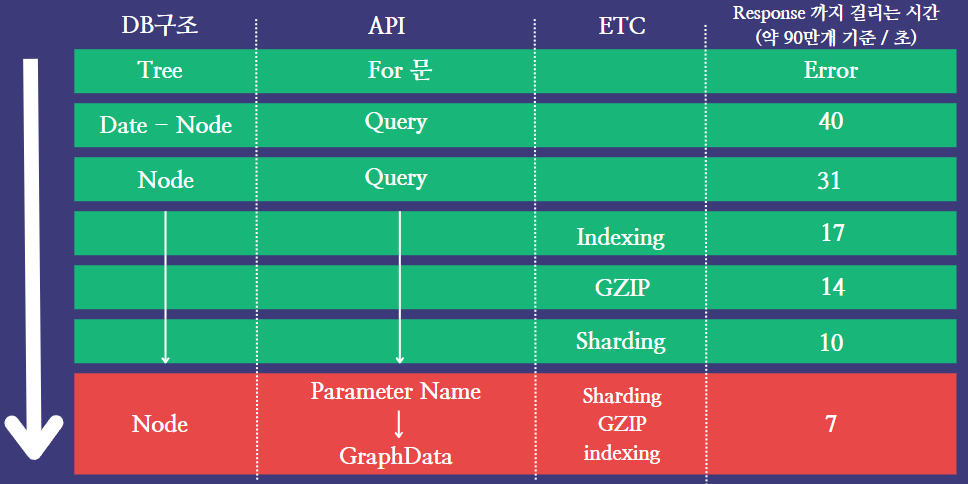 DB구조 API ETC Response 까지 걸리는 시간
(약 90만개 기준 / 초)
Tree For 문 Error
Date - Node Query 40
Node Query 31
Indexing 17
GZIP 14
Sharding 10
Node Parameter Name Sharding 7
GZIP
GraphData indexing